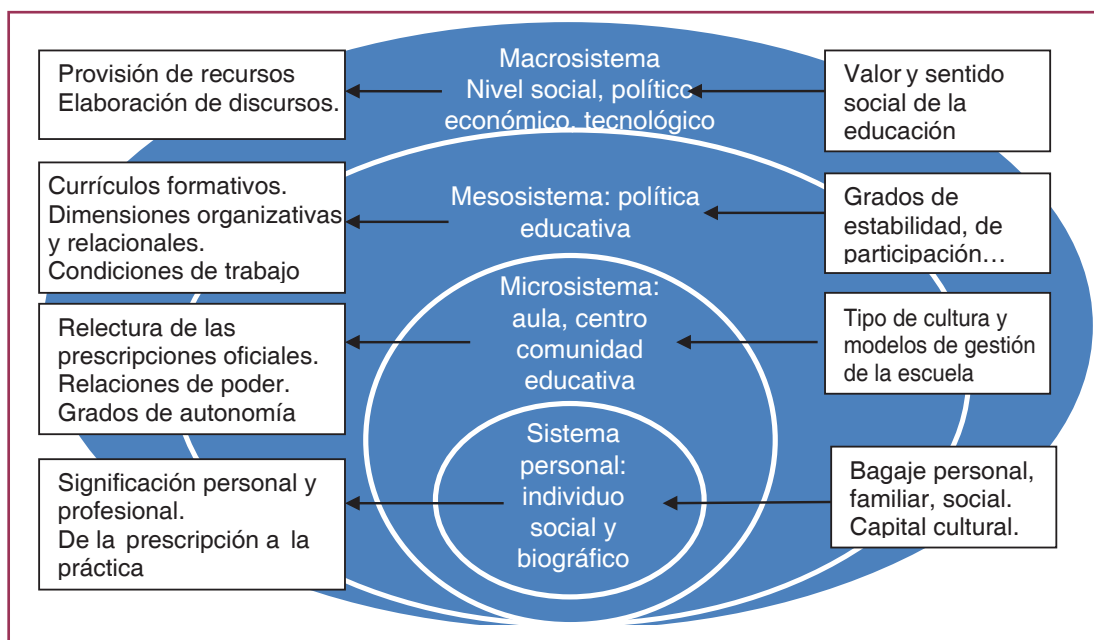 Macrosistema
Nivel social, político
económico, tecnológico
Provisión de recursos
Elaboración de discursos.
Valor y sentido
social de la
educación
Mesosistema: política
educativa
Currículos formativos.
Dimensiones organizativas
y relacionales.
Condiciones de trabajo
Grados de
estabilidad, de
participación…
Microsistema:
aula, centro
comunidad
educativa
Relectura de las
prescripciones oficiales.
Relaciones de poder.
Grados de autonomía
Tipo de cultura y
modelos de gestión
de la escuela
Sistema
personal:
individuo
social y
biográfico
Significación personal y
profesional.
De la prescripción a la
práctica
Bagaje personal,
familiar, social.
Capital cultural.